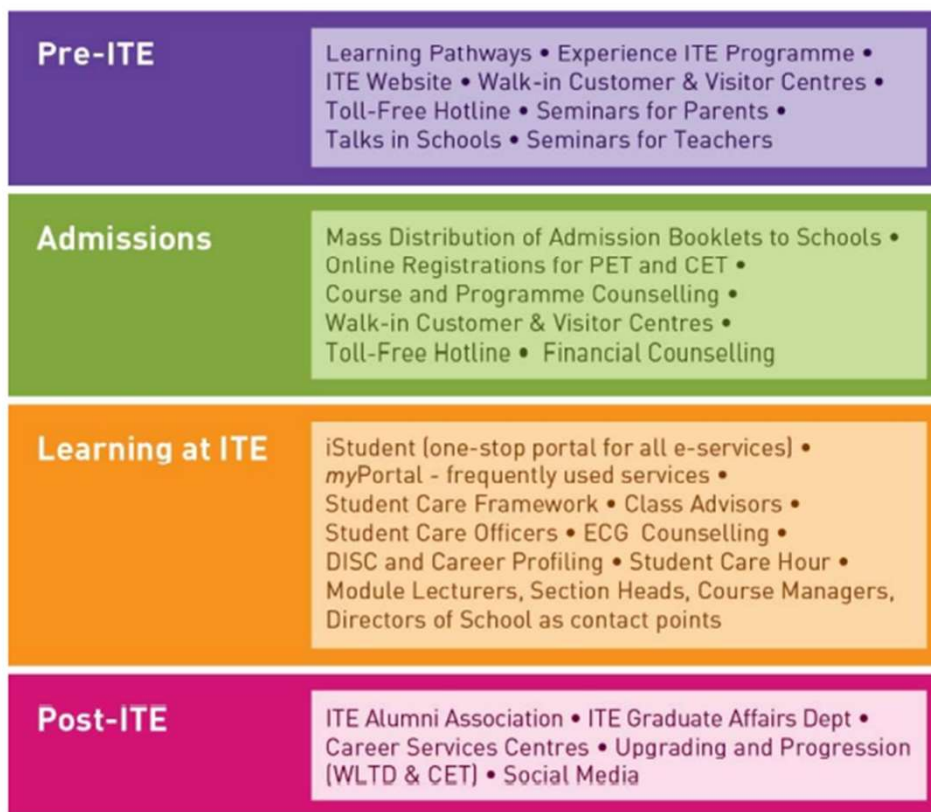 Pre-ITE
Learning Pathways • Experience ITE Programme •
ITE Website • Walk-in Customer & Visitor Centres •
Toll-Free Hotline • Seminars for Parents •
Talks in Schools • Seminars for Teachers
Admissions
Mass Distribution of Admission Booklets to Schools •
Online Registrations for PET and CET •
Course and Programme Counselling •
Walk-in Customer & Visitor Centres •
Toll-Free Hotline • Financial Counselling
Learning at ITE
iStudent (one-stop portal for all e-services) •
myPortal - frequently used services •
Student Care Framework • Class Advisors •
Student Care Officers • ECG Counselling •
DISC and Career Profiling • Student Care Hour •
Module Lecturers, Section Heads, Course Managers,
Directors of School as contact points
Post-ITE
ITE Alumni Association • ITE Graduate Affairs Dept •
Career Services Centres • Upgrading and Progression
(WLTD & CET) • Social Media